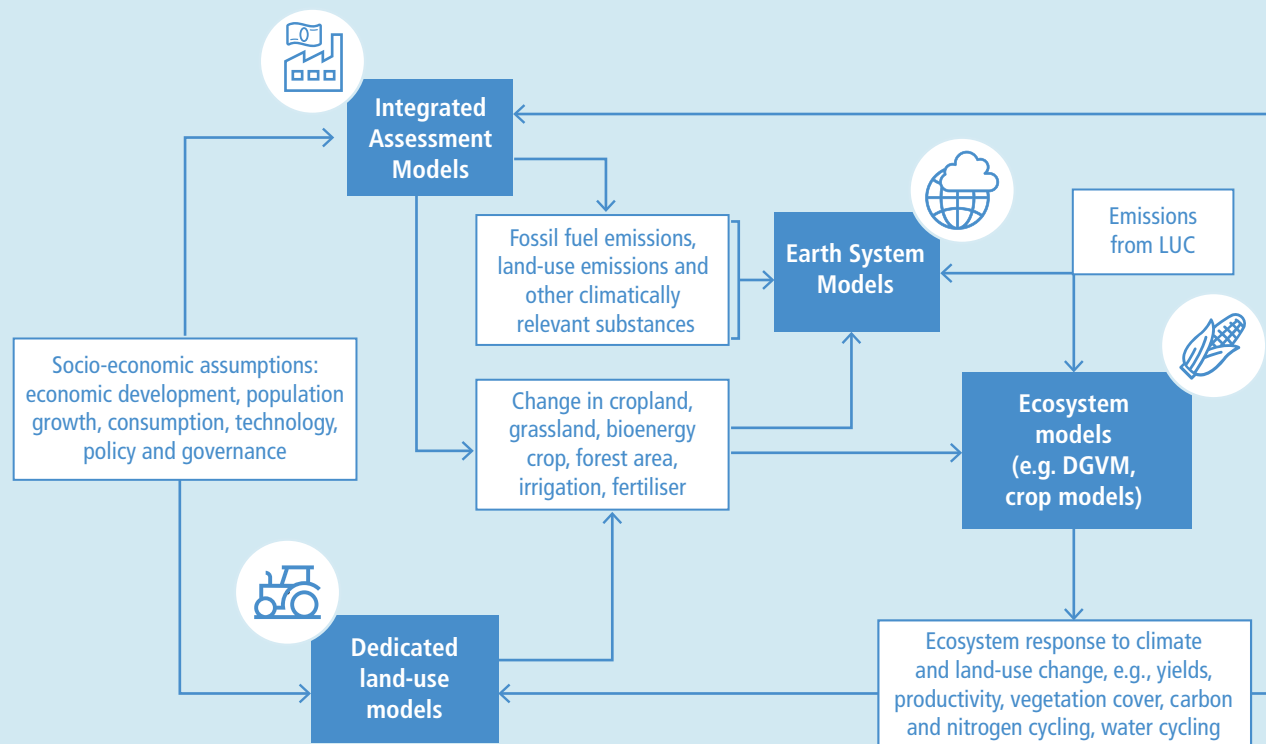 Integrated
Assessment
Models
Fossil fuel emissions,
land-use emissions and
other climatically
relevant substances
Earth System
Models
Emissions
from LUC
Socio-economic assumptions:
economic development, population
growth, consumption, technology,
policy and governance
Change in cropland,
grassland, bioenergy
crop, forest area,
irrigation, fertiliser
Ecosystem
models
(e.g. DGVM,
crop models)
Dedicated
land-use
models
Ecosystem response to climate
and land-use change, e.g., yields,
productivity, vegetation cover, carbon
and nitrogen cycling, water cycling